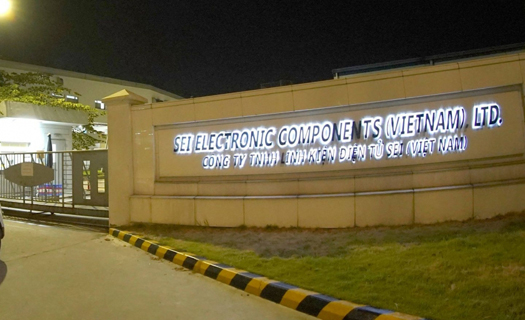 SEI ELECTRONIC COMPONENTS (VIETNAM) LTD.
CÔNG TY TNHH LINH KIỆN ĐIỆN TỬ SEI (VIỆT NAM)